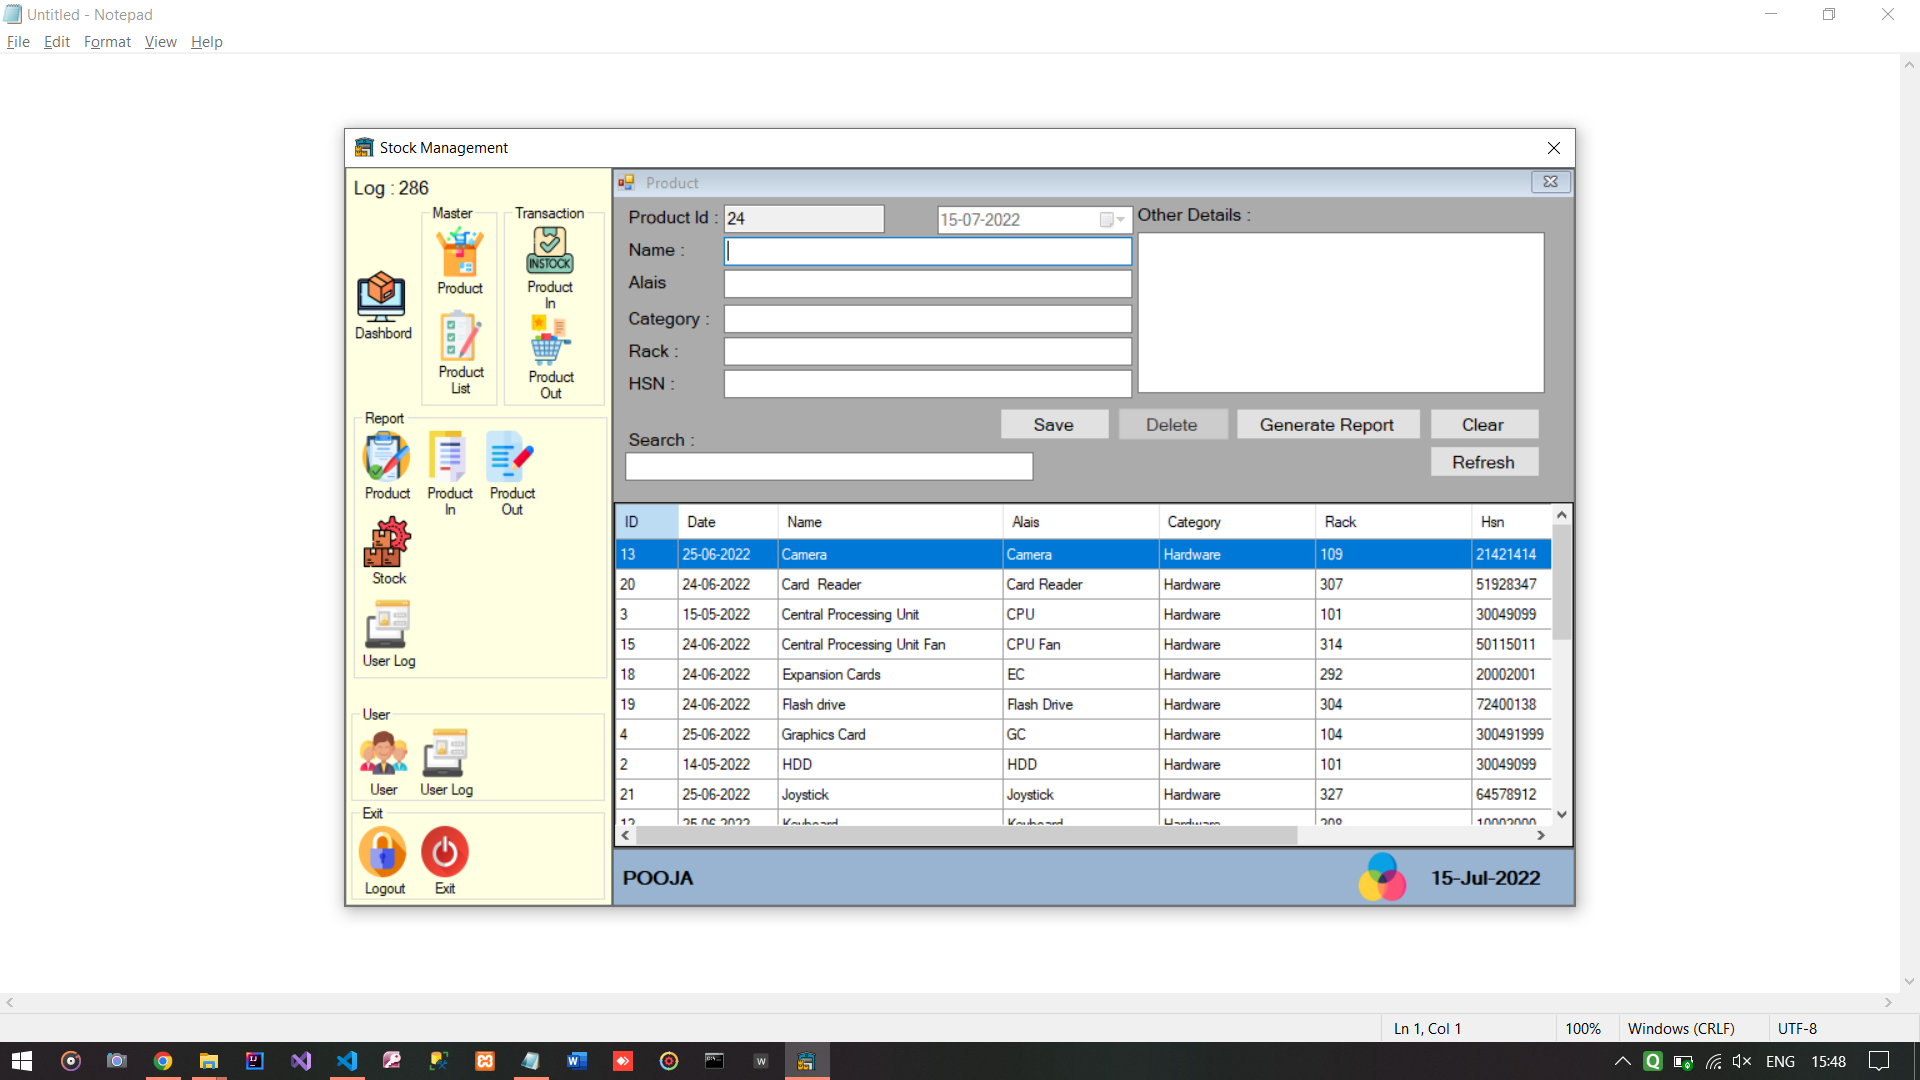 Untitled - Notepad
File Edit Format View Help
Stock Management
Log : 286
Master
Product
Product List
Transaction
INSTOCK
Product In
Product Out
Dashbord
Report
Product
Product In
Product Out
Stock
User Log
User
User
User Log
Exit
Logout
Exit
Product
Product Id : 24
15-07-2022
Other Details :
Name :
Alais
Category :
Rack :
HSN :
Save Delete Generate Report Clear
Search :
Refresh
ID Date Name Alais Category Rack Hsn
13 25-06-2022 Camera Camera Hardware 109 21421414
20 24-06-2022 Card Reader Card Reader Hardware 307 51928347
3 15-05-2022 Central Processing Unit CPU Hardware 101 30049099
15 24-06-2022 Central Processing Unit Fan CPU Fan Hardware 314 50115011
18 24-06-2022 Expansion Cards EC Hardware 292 20002001
19 24-06-2022 Flash drive Flash Drive Hardware 304 72400138
4 25-06-2022 Graphics Card GC Hardware 104 300491999
2 14-05-2022 HDD HDD Hardware 101 30049099
21 25-06-2022 Joystick Joystick Hardware 327 64578912
12 25-06-2022 Keyboard Keyboard Hardware
POOJA
15-Jul-2022
Ln 1, Col 1 100% Windows (CRLF) UTF-8
ENG 15:48